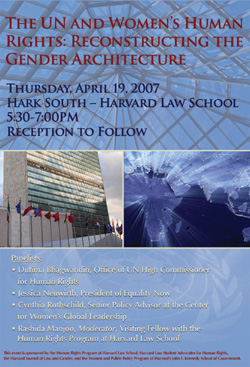 THE UN AND WOMEN'S HUMAN
RIGHTS: RECONSTRUCTING THE
GENDER ARCHITECTURE
THURSDAY, APRIL 19, 2007
HARK SOUTH – HARVARD LAW SCHOOL
5:30-7:00PM
RECEPTION TO FOLLOW
Panelists:
• Bhagwandin, Office of UN High Commissioner
for Human Rights
• Jessica Neuwirth, President of Equality Now
• Cynthia Rothschild, Senior Policy Advisor at the Center
for Women's Global Leadership
• Rashida Manjoo, Moderator, Visiting Fellow with the
Human Rights Program at Harvard Law School
This event is sponsored by the Human Rights Program at Harvard Law School, Harvard Law Student Advocates for Human Rights,
the Harvard Journal of Law and Gender, and the Women and Public Policy Program of Harvard's John F. Kennedy School of Government.